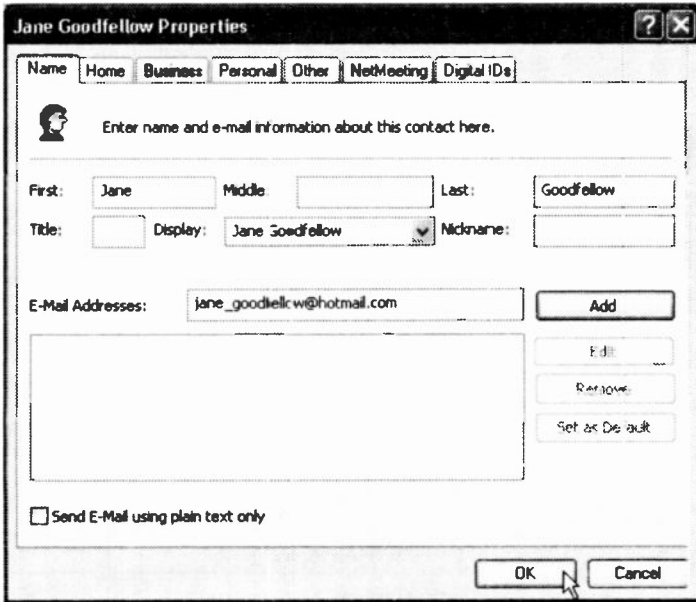 Jane Goodfellow Properties
Name Home Business Personal Other NetMeeting Digital IDs
Enter name and e-mail information about this contact here.
First: Jane Middle: Last: Goodfellow
Title: Display: Jane Goodfellow Nickname:
E-Mail Addresses: jane_goodfellow@hotmail.com Add
Edit
Remove
Set as Default
Send E-Mail using plain text only
OK Cancel